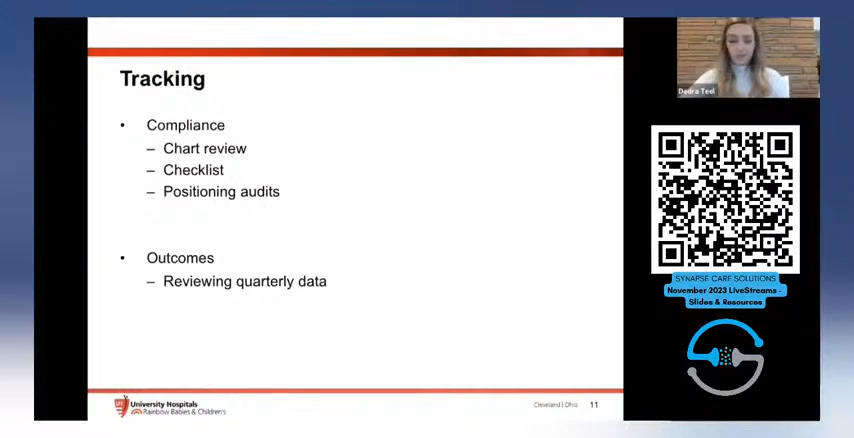 Tracking
• Compliance
– Chart review
– Checklist
– Positioning audits
• Outcomes
– Reviewing quarterly data
University Hospitals
Rainbow Babies & Children's
Cleveland | Ohio 11
Dedra Teel
SYNAPSE CARE SOLUTIONS
November 2023 LiveStreams -
Slides & Resources